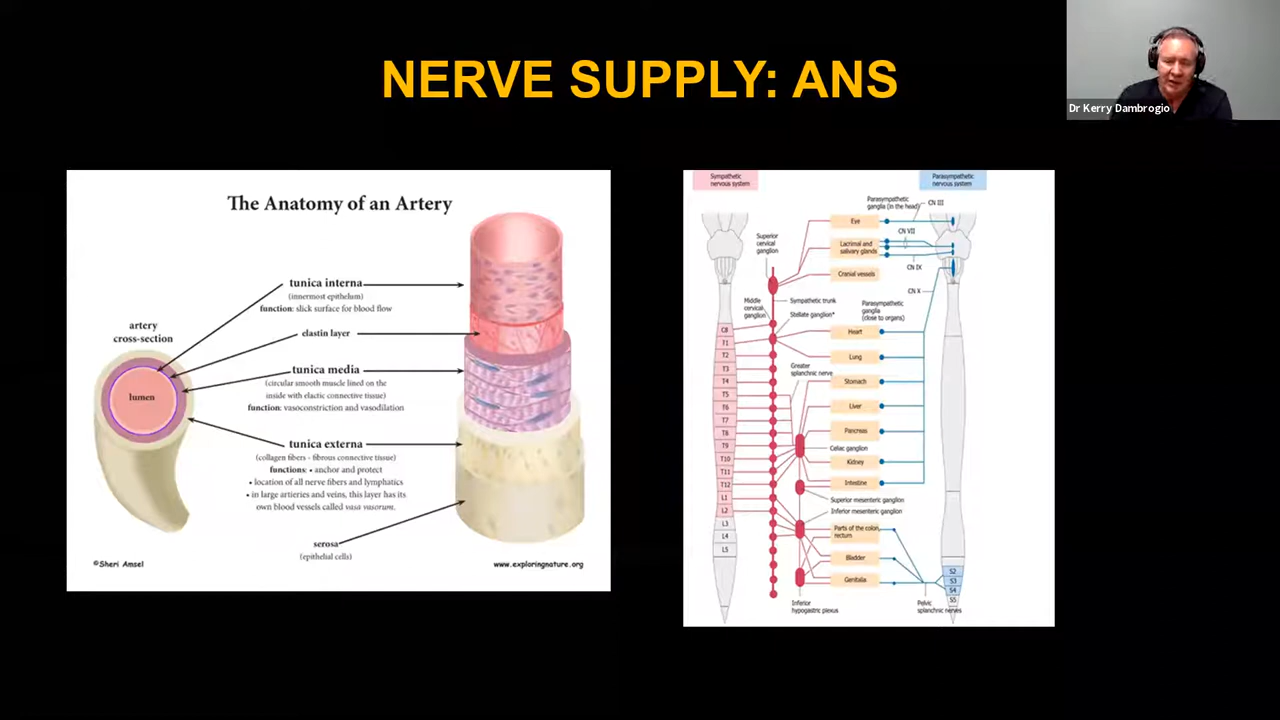 NERVE SUPPLY: ANS
Dr Kerry Dambrogio
The Anatomy of an Artery
tunica interna
(innermost epithelum)
function: slick surface for blood flow
artery
cross-section
elastin layer
tunica media
(circular smooth muscle lined on the
inside with elactic connective tissue)
function: vasoconstriction and vasodilation
lumen
tunica externa
(collagen fibers - fibrous connective tissue)
functions: • anchor and protect
• location of all nerve fibers and lymphatics
• in large artieries and veins, this layer has its
own blood vessels called vasa vasorum.
serosa
(epithelial cells)
©Sheri Amsel
www.exploringnature.org
Sympathetic
nervous system
Parasympathetic
nervous system
Parasympathetic
ganglia (in the head)
CN III
Eye
CN VII
Superior
cervical
ganglion
Lacrimal and
salivary glands
CN IX
Cranial vessels
CN X
Middle
cervical
ganglion
Sympathetic trunk
Stellate ganglion*
Parasympathetic
ganglia
(close to organs)
C8
T1
T2
T3
T4
T5
T6
T7
T8
T9
T10
T11
T12
L1
L2
L3
L4
L5
Heart
Lung
Greater
splanchnic nerve
Stomach
Liver
Pancreas
Celiac ganglion
Kidney
Intestine
Superior mesenteric ganglion
Inferior mesenteric ganglion
Parts of the colon,
rectum
Bladder
Genitalia
S2
S3
S4
S5
Inferior
hypogastric plexus
Pelvic
splanchnic nerves